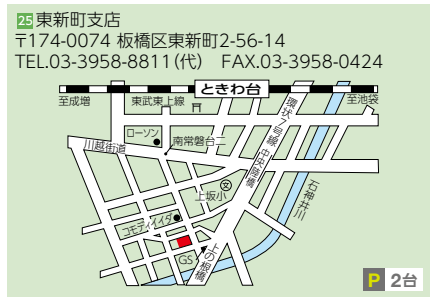 25 東新町支店
〒174-0074 板橋区東新町2-56-14
TEL.03-3958-8811(代) FAX.03-3958-0424
ときわ台
至成増
東武東上線
至池袋
環状7号線
中央陸橋
ローソン
南常盤台二
川越街道
石神井川
文
上坂小
コモディイイダ
GS
上の根橋
P 2台